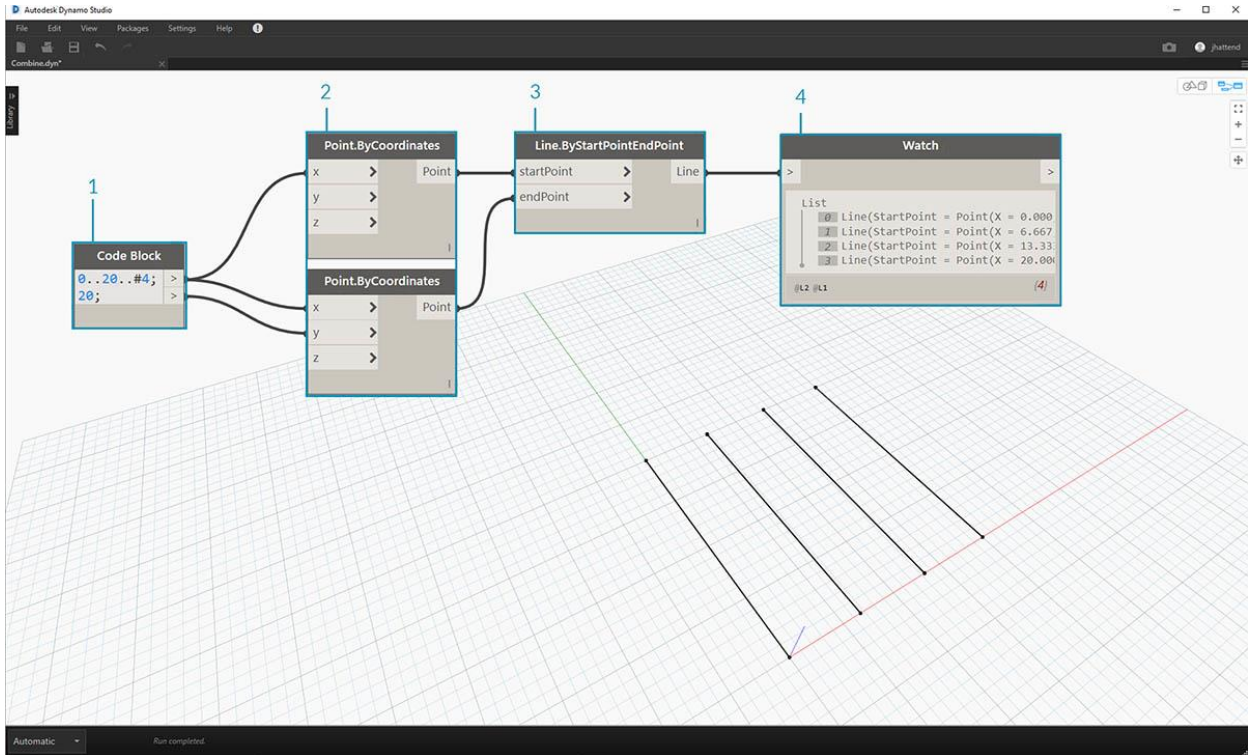 Autodesk Dynamo Studio
File Edit View Packages Settings Help
jhattend
Combine.dyn*
Library
1
2
3
4
Code Block
0..20..#4; >
20; >
Point.ByCoordinates
x > Point
y >
z >
Point.ByCoordinates
x > Point
y >
z >
Line.ByStartPointEndPoint
startPoint > Line
endPoint >
Watch
> >
List
0 Line(StartPoint = Point(X = 0.000
1 Line(StartPoint = Point(X = 6.667
2 Line(StartPoint = Point(X = 13.33
3 Line(StartPoint = Point(X = 20.00
@L2 @L1 {4}
Automatic
Run completed.